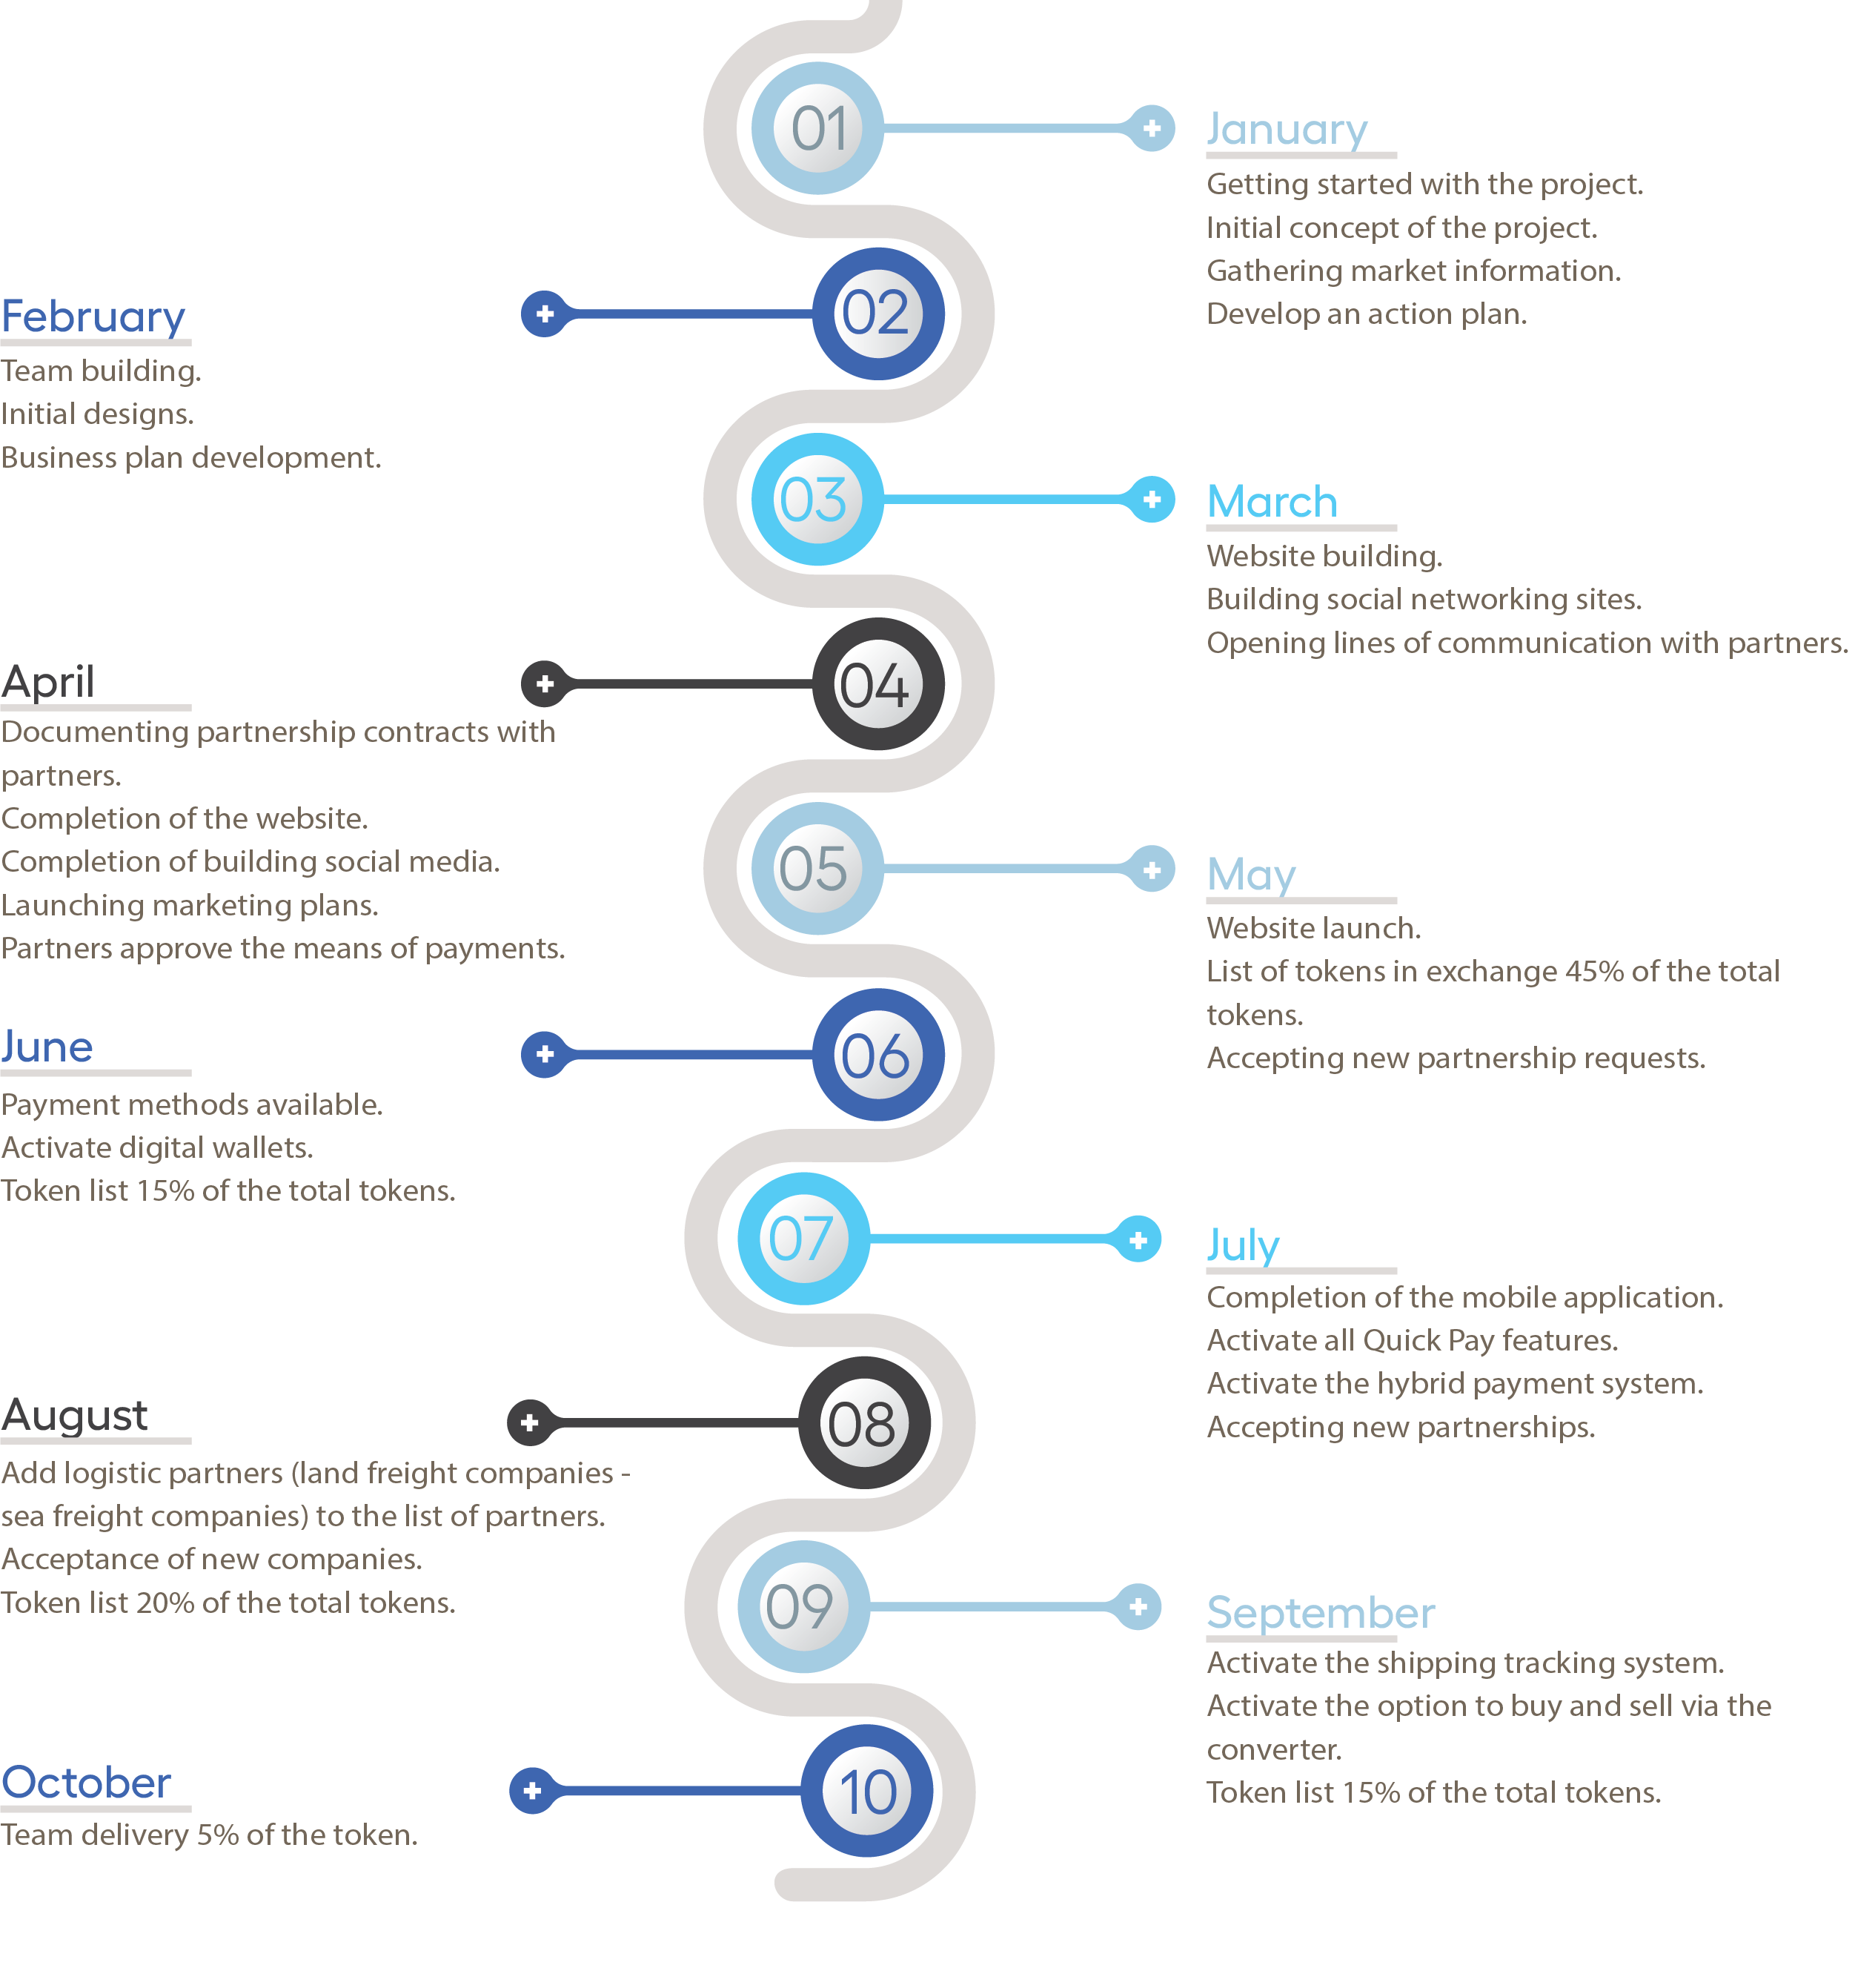 01
January
Getting started with the project.
Initial concept of the project.
Gathering market information.
Develop an action plan.
02
February
Team building.
Initial designs.
Business plan development.
03
March
Website building.
Building social networking sites.
Opening lines of communication with partners.
04
April
Documenting partnership contracts with
partners.
Completion of the website.
Completion of building social media.
Launching marketing plans.
Partners approve the means of payments.
05
May
Website launch.
List of tokens in exchange 45% of the total
tokens.
Accepting new partnership requests.
06
June
Payment methods available.
Activate digital wallets.
Token list 15% of the total tokens.
07
July
Completion of the mobile application.
Activate all Quick Pay features.
Activate the hybrid payment system.
Accepting new partnerships.
08
August
Add logistic partners (land freight companies -
sea freight companies) to the list of partners.
Acceptance of new companies.
Token list 20% of the total tokens.
09
September
Activate the shipping tracking system.
Activate the option to buy and sell via the
converter.
Token list 15% of the total tokens.
10
October
Team delivery 5% of the token.